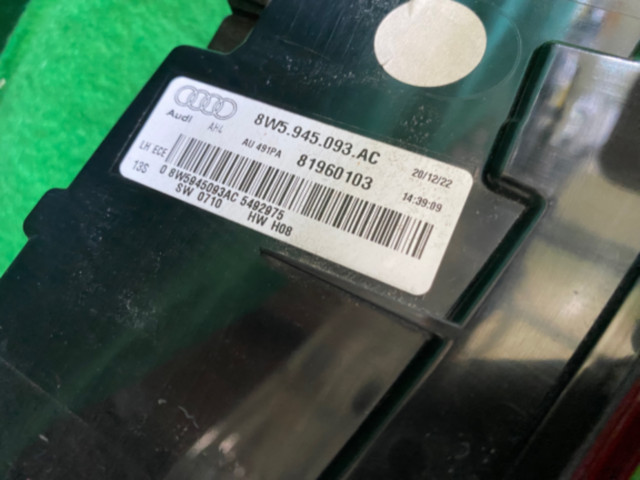 Audi
AHL
8W5.945.093.AC
LH ECE
AU 491PA
81960103
20/12/22
13S
0 8W5945093AC 5492975
14:39:09
SW 0710
HW H08